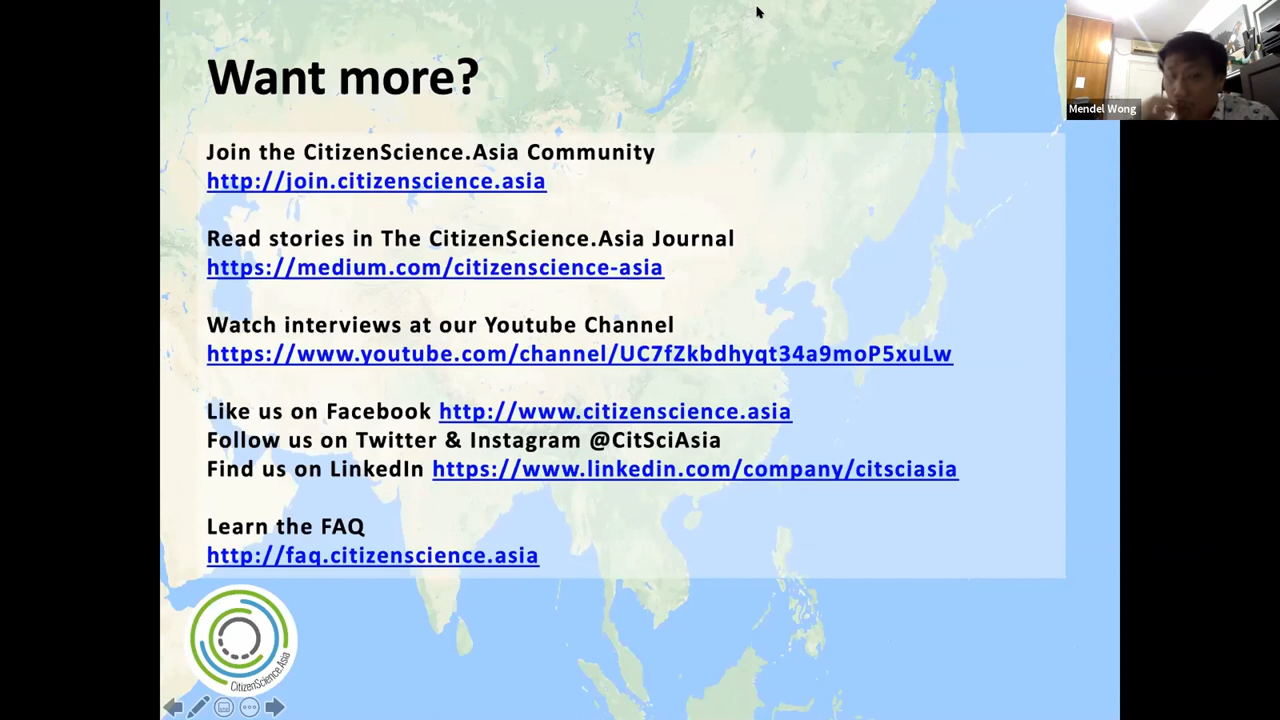 Want more?
Mendel Wong
Join the CitizenScience.Asia Community
http://join.citizenscience.asia
Read stories in The CitizenScience.Asia Journal
https://medium.com/citizenscience-asia
Watch interviews at our Youtube Channel
https://www.youtube.com/channel/UC7fZkbdhyqt34a9moP5xuLw
Like us on Facebook http://www.citizenscience.asia
Follow us on Twitter & Instagram @CitSciAsia
Find us on LinkedIn https://www.linkedin.com/company/citsciasia
Learn the FAQ
http://faq.citizenscience.asia
CitizenScience.Asia